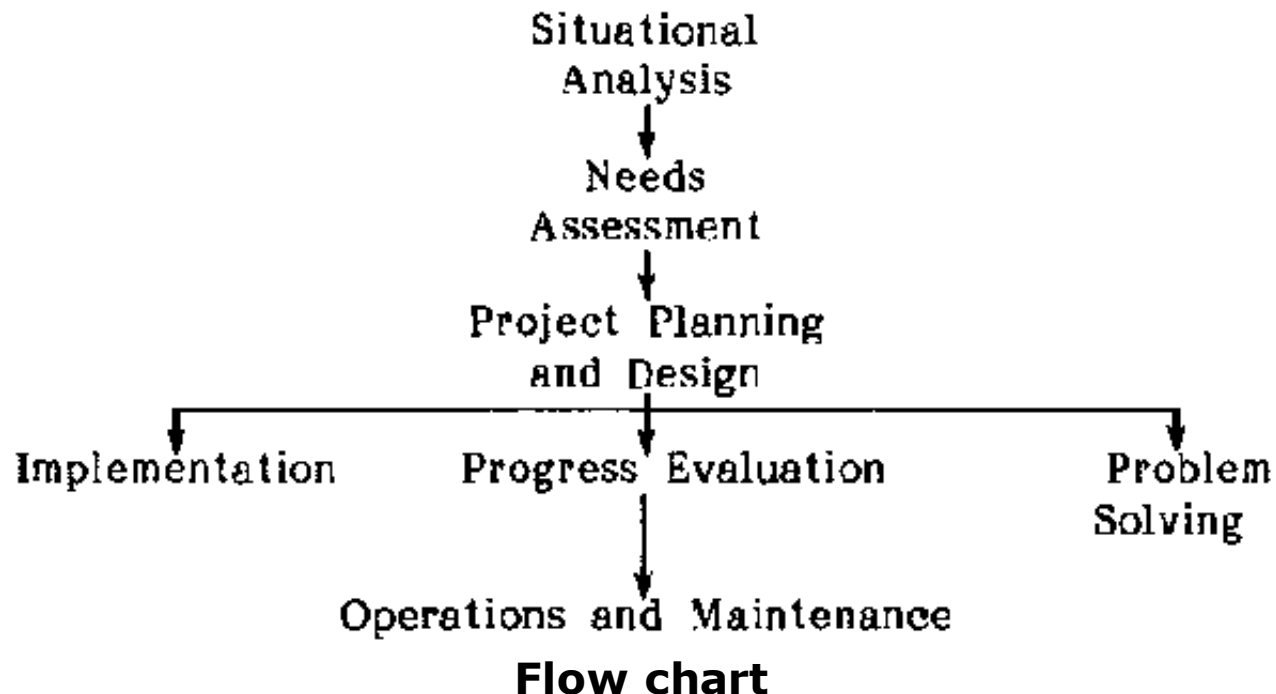 Situational
Analysis
Needs
Assessment
Project Planning
and Design
Implementation Progress Evaluation Problem
Solving
Operations and Maintenance
Flow chart